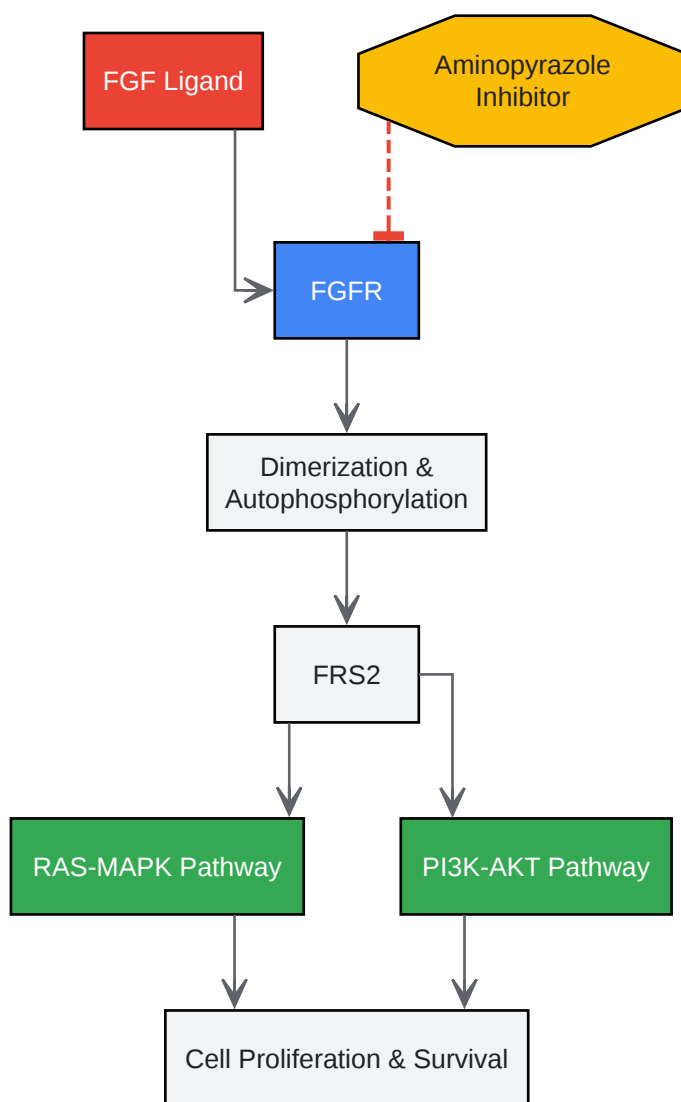 FGF Ligand
Aminopyrazole
Inhibitor
FGFR
Dimerization &
Autophosphorylation
FRS2
RAS-MAPK Pathway
PI3K-AKT Pathway
Cell Proliferation & Survival